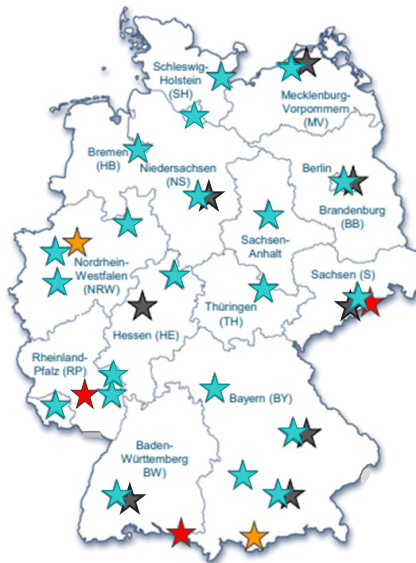 Schleswig-
Holstein
(SH)
Mecklenburg-
Vorpommern
(MV)
Bremen
(HB)
Niedersachsen
(NS)
Berlin
Brandenburg
(BB)
Sachsen-
Anhalt
Nordrhein-
Westfalen
(NRW)
Sachsen (S)
Thüringen
(TH)
Hessen (HE)
Rheinland-
Pfalz (RP)
Bayern (BY)
Baden-
Württemberg
BW)